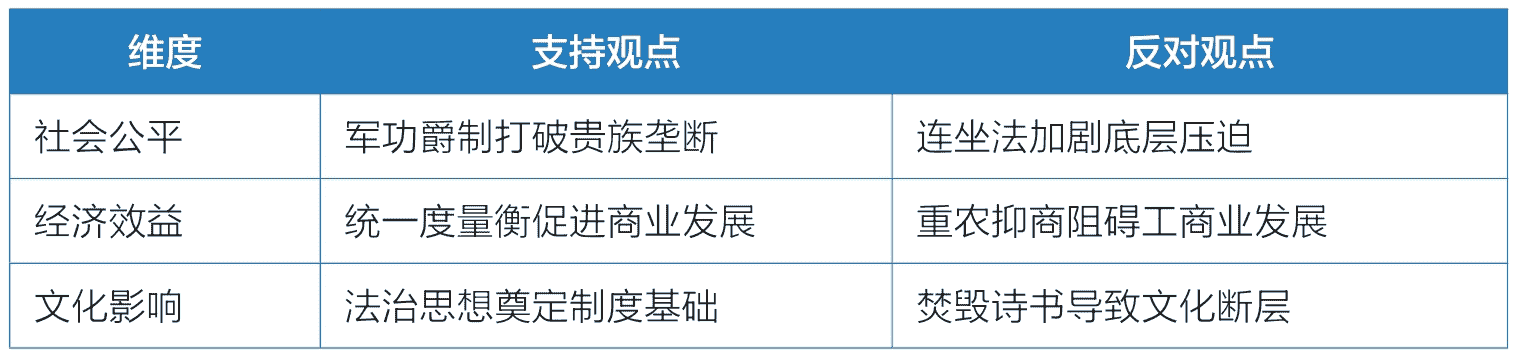 维度 支持观点 反对观点
社会公平 军功爵制打破贵族垄断 连坐法加剧底层压迫
经济效益 统一度量衡促进商业发展 重农抑商阻碍工商业发展
文化影响 法治思想奠定制度基础 焚毁诗书导致文化断层